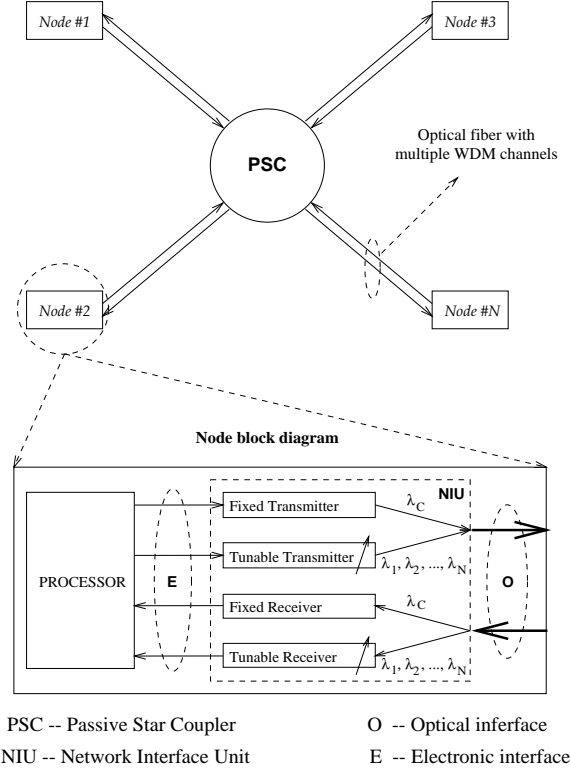 Node #1
Node #3
PSC
Optical fiber with
multiple WDM channels
Node #2
Node #N
Node block diagram
NIU
Fixed Transmitter
λC
Tunable Transmitter
λ1, λ2, ..., λN
PROCESSOR
E
O
Fixed Receiver
λC
Tunable Receiver
λ1, λ2, ..., λN
PSC -- Passive Star Coupler
O -- Optical inferface
NIU -- Network Interface Unit
E -- Electronic interface